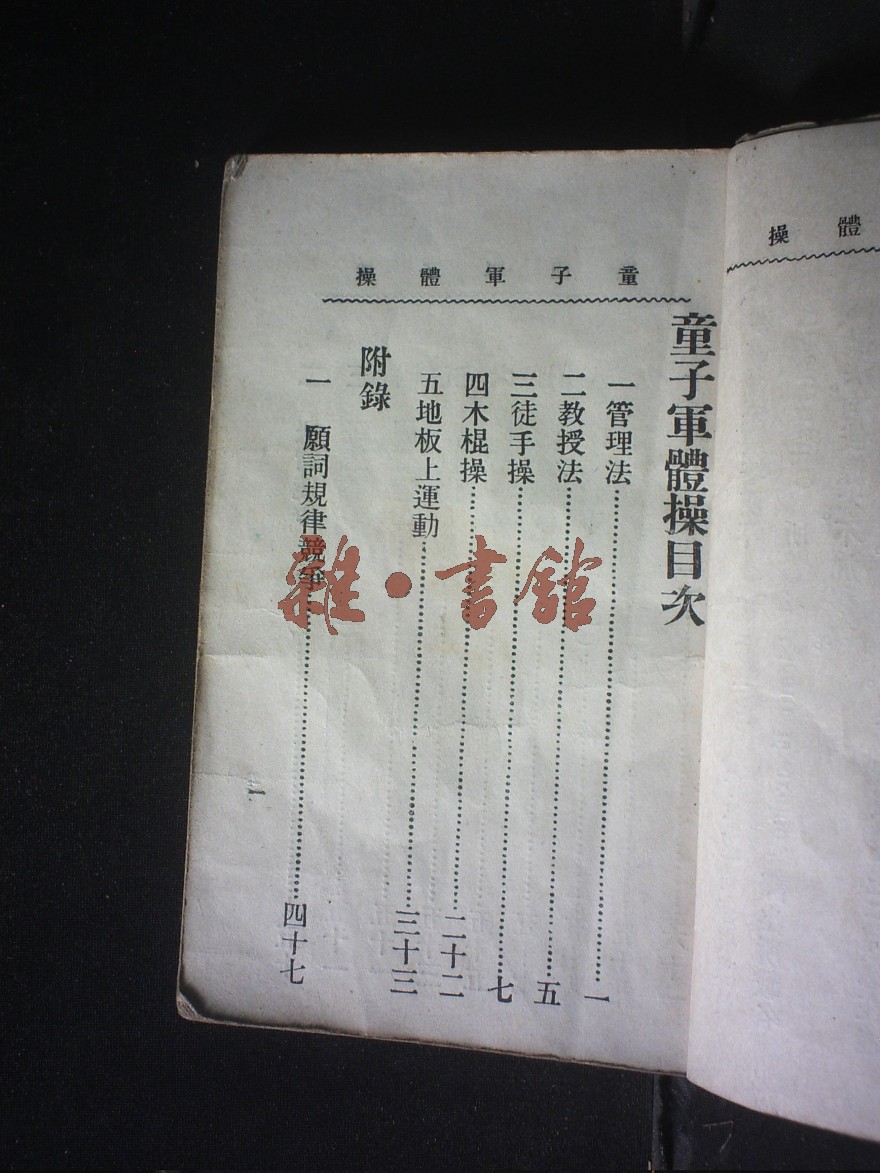 童子軍體操
童子軍體操目次
一管理法……一
二教授法……五
三徒手操……七
四木棍操……二十二
五地板上運動……三十三
附錄
一 願詞規律競爭……四十七
一
體操
雜·書館